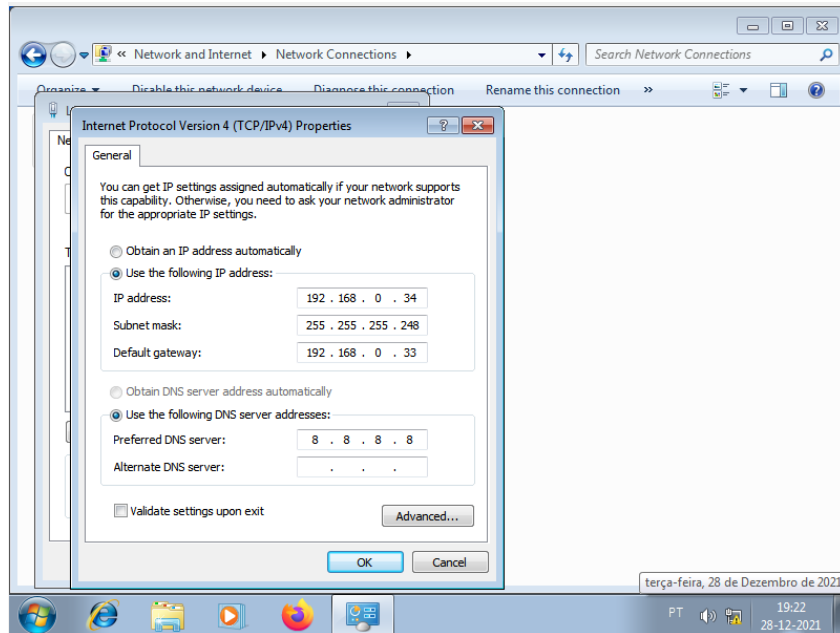 « Network and Internet Network Connections Search Network Connections
Organize Disable this network device Diagnose this connection Rename this connection »
Internet Protocol Version 4 (TCP/IPv4) Properties
General
You can get IP settings assigned automatically if your network supports
this capability. Otherwise, you need to ask your network administrator
for the appropriate IP settings.
Obtain an IP address automatically
Use the following IP address:
IP address: 192 . 168 . 0 . 34
Subnet mask: 255 . 255 . 255 . 248
Default gateway: 192 . 168 . 0 . 33
Obtain DNS server address automatically
Use the following DNS server addresses:
Preferred DNS server: 8 . 8 . 8 . 8
Alternate DNS server: . . .
Validate settings upon exit
Advanced...
OK Cancel
terça-feira, 28 de Dezembro de 2021
PT 19:22
28-12-2021